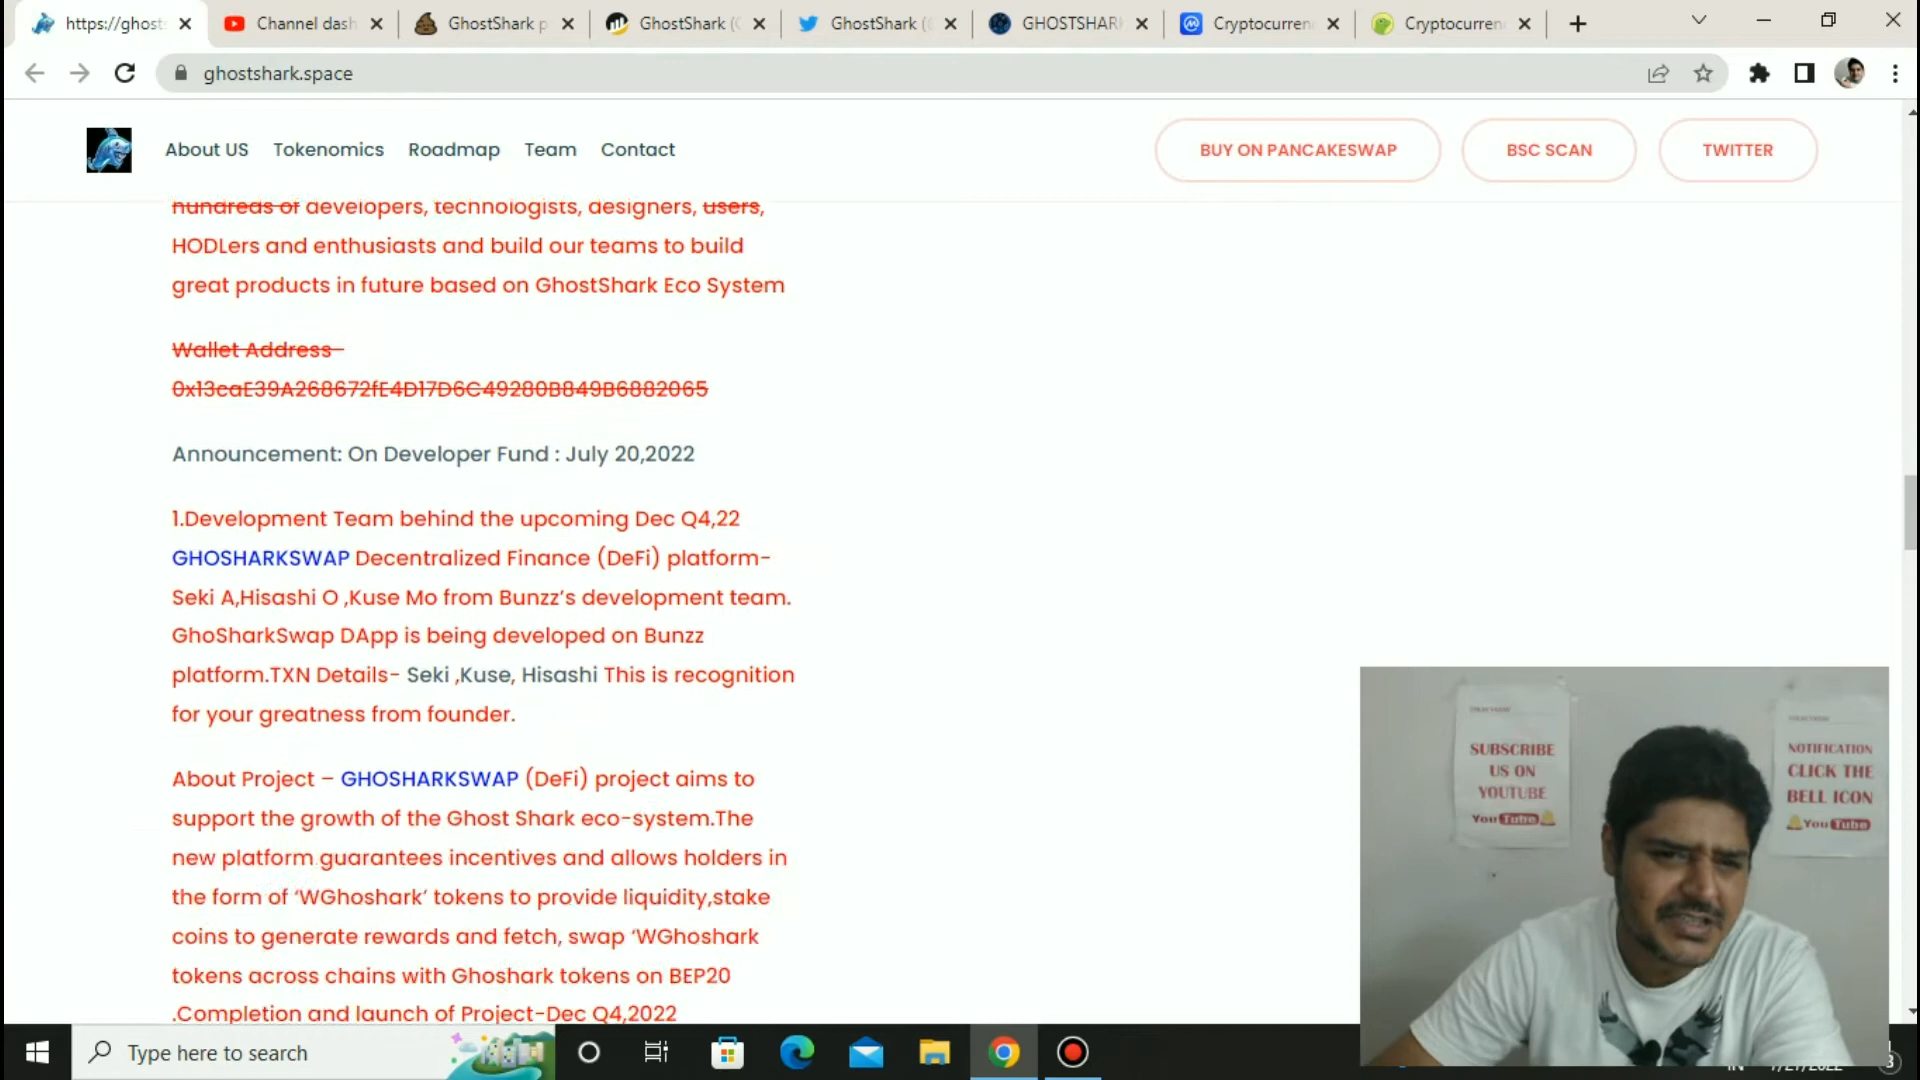 https://ghost
Channel dash
GhostShark p
GhostShark (
GhostShark (
GHOSTSHARK
Cryptocurren
Cryptocurren
ghostshark.space
About US
Tokenomics
Roadmap
Team
Contact
BUY ON PANCAKESWAP
BSC SCAN
TWITTER
hundreds of developers, technologists, designers, users,
HODLers and enthusiasts and build our teams to build
great products in future based on GhostShark Eco System
Wallet Address-
0x13caE39A268672fE4D17D6C49280B849B6882065
Announcement: On Developer Fund : July 20,2022
1.Development Team behind the upcoming Dec Q4,22
GHOSHARKSWAP Decentralized Finance (DeFi) platform-
Seki A,Hisashi O ,Kuse Mo from Bunzz’s development team.
GhoSharkSwap DApp is being developed on Bunzz
platform.TXN Details- Seki ,Kuse, Hisashi This is recognition
for your greatness from founder.
About Project – GHOSHARKSWAP (DeFi) project aims to
support the growth of the Ghost Shark eco-system.The
new platform guarantees incentives and allows holders in
the form of ‘WGhoshark’ tokens to provide liquidity,stake
coins to generate rewards and fetch, swap ‘WGhoshark
tokens across chains with Ghoshark tokens on BEP20
.Completion and launch of Project-Dec Q4,2022
SUBSCRIBE
US ON
YOUTUBE
YouTube
NOTIFICATION
CLICK THE
BELL ICON
YouTube
Type here to search